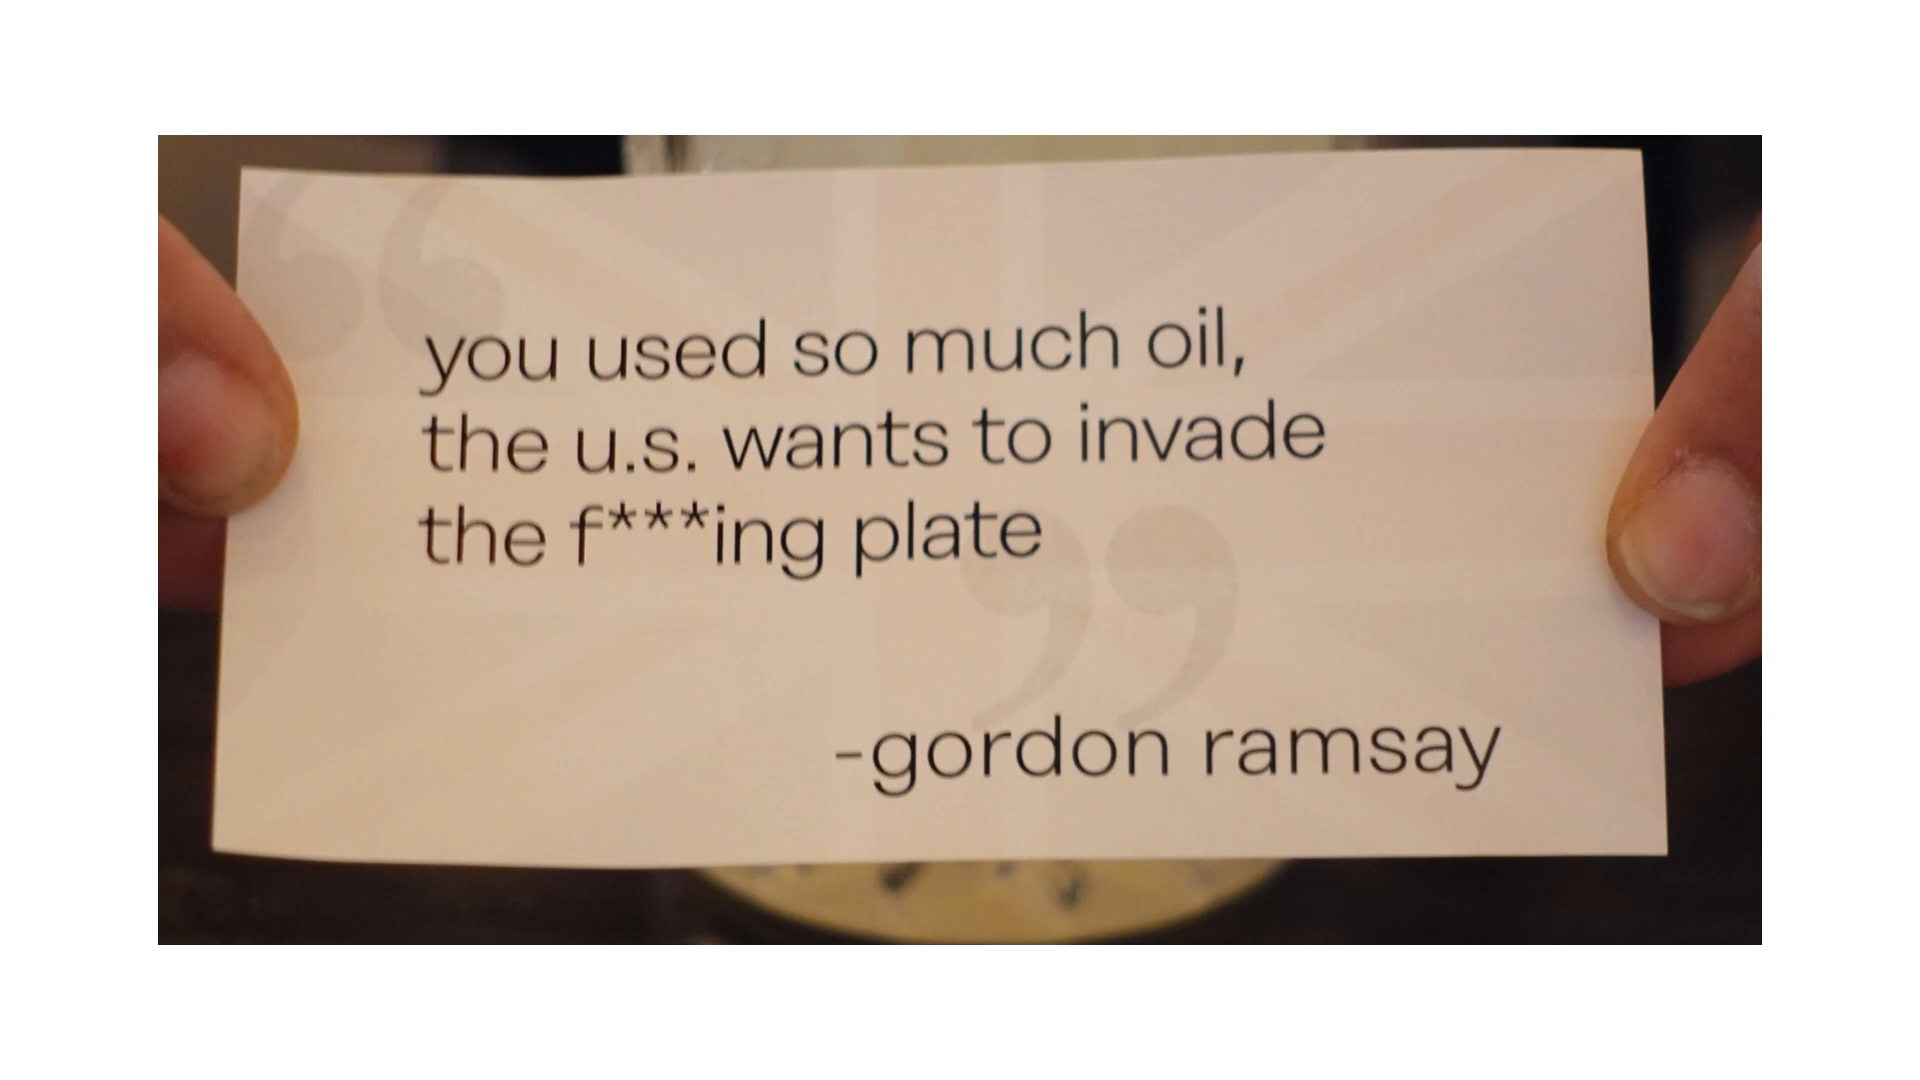 you used so much oil,
the u.s. wants to invade
the f***ing plate
-gordon ramsay